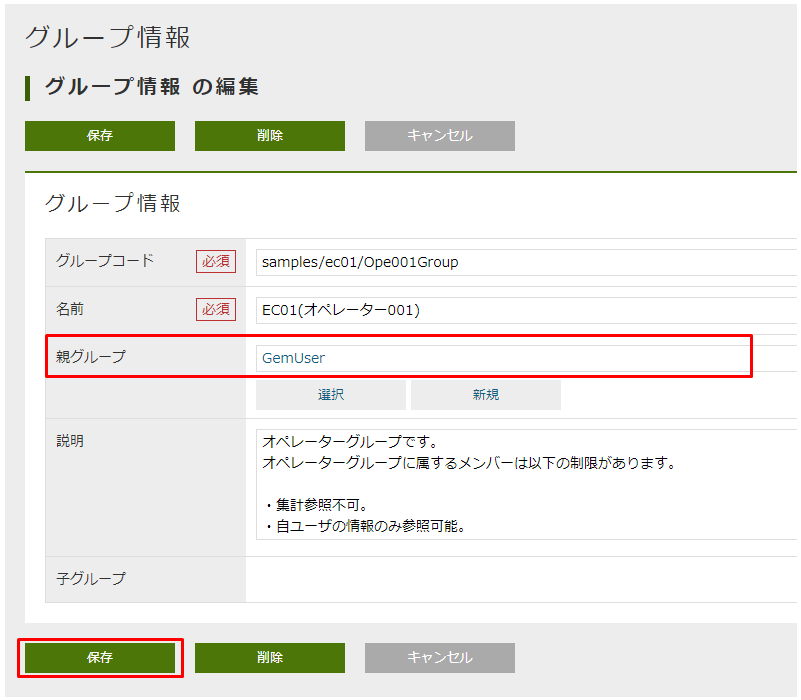 グループ情報
グループ情報 の編集
保存 削除 キャンセル
グループ情報
グループコード 必須 samples/ec01/Ope001Group
名前 必須 EC01(オペレーター001)
親グループ GemUser
選択 新規
説明 オペレーターグループです。
オペレーターグループに属するメンバーは以下の制限があります。
・集計参照不可。
・自ユーザの情報のみ参照可能。
子グループ
保存 削除 キャンセル